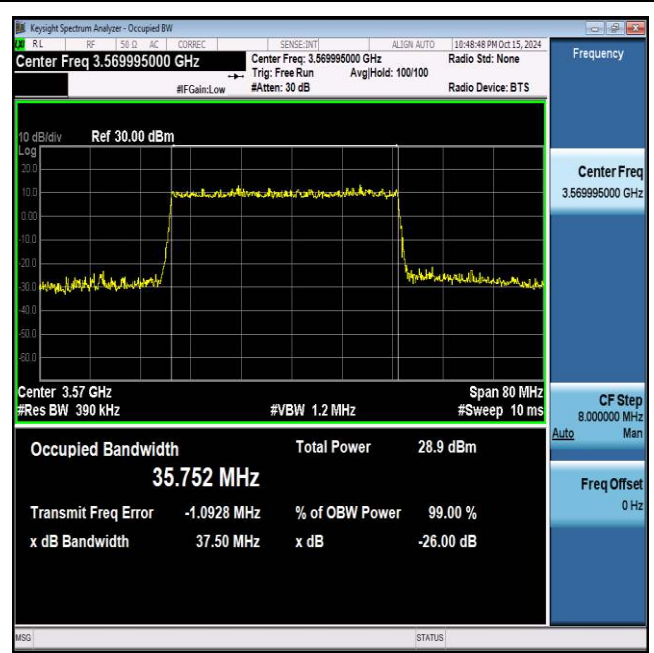 Keysight Spectrum Analyzer - Occupied BW
LXI RL RF 50 Ω AC CORREC SENSE:INT ALIGN AUTO 10:48:48 PM Oct 15, 2024
Center Freq 3.569995000 GHz
Center Freq: 3.569995000 GHz
Radio Std: None
Trig: Free Run Avg|Hold: 100/100
#IFGain:Low #Atten: 30 dB Radio Device: BTS
Frequency
10 dB/div Ref 30.00 dBm
Log
20.0
10.0
0.00
-10.0
-20.0
-30.0
-40.0
-50.0
-60.0
Center 3.57 GHz Span 80 MHz
#Res BW 390 kHz #VBW 1.2 MHz #Sweep 10 ms
Center Freq
3.569995000 GHz
CF Step
8.000000 MHz
Auto Man
Freq Offset
0 Hz
Occupied Bandwidth Total Power 28.9 dBm
35.752 MHz
Transmit Freq Error -1.0928 MHz % of OBW Power 99.00 %
x dB Bandwidth 37.50 MHz x dB -26.00 dB
MSG STATUS